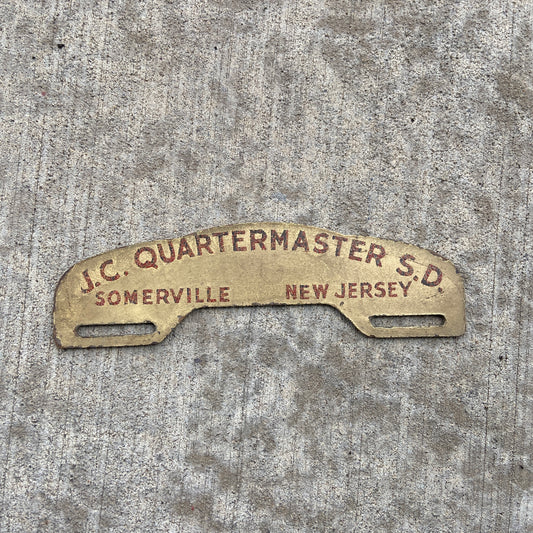 J.C. QUARTERMASTER S.D.
SOMERVILLE NEW JERSEY